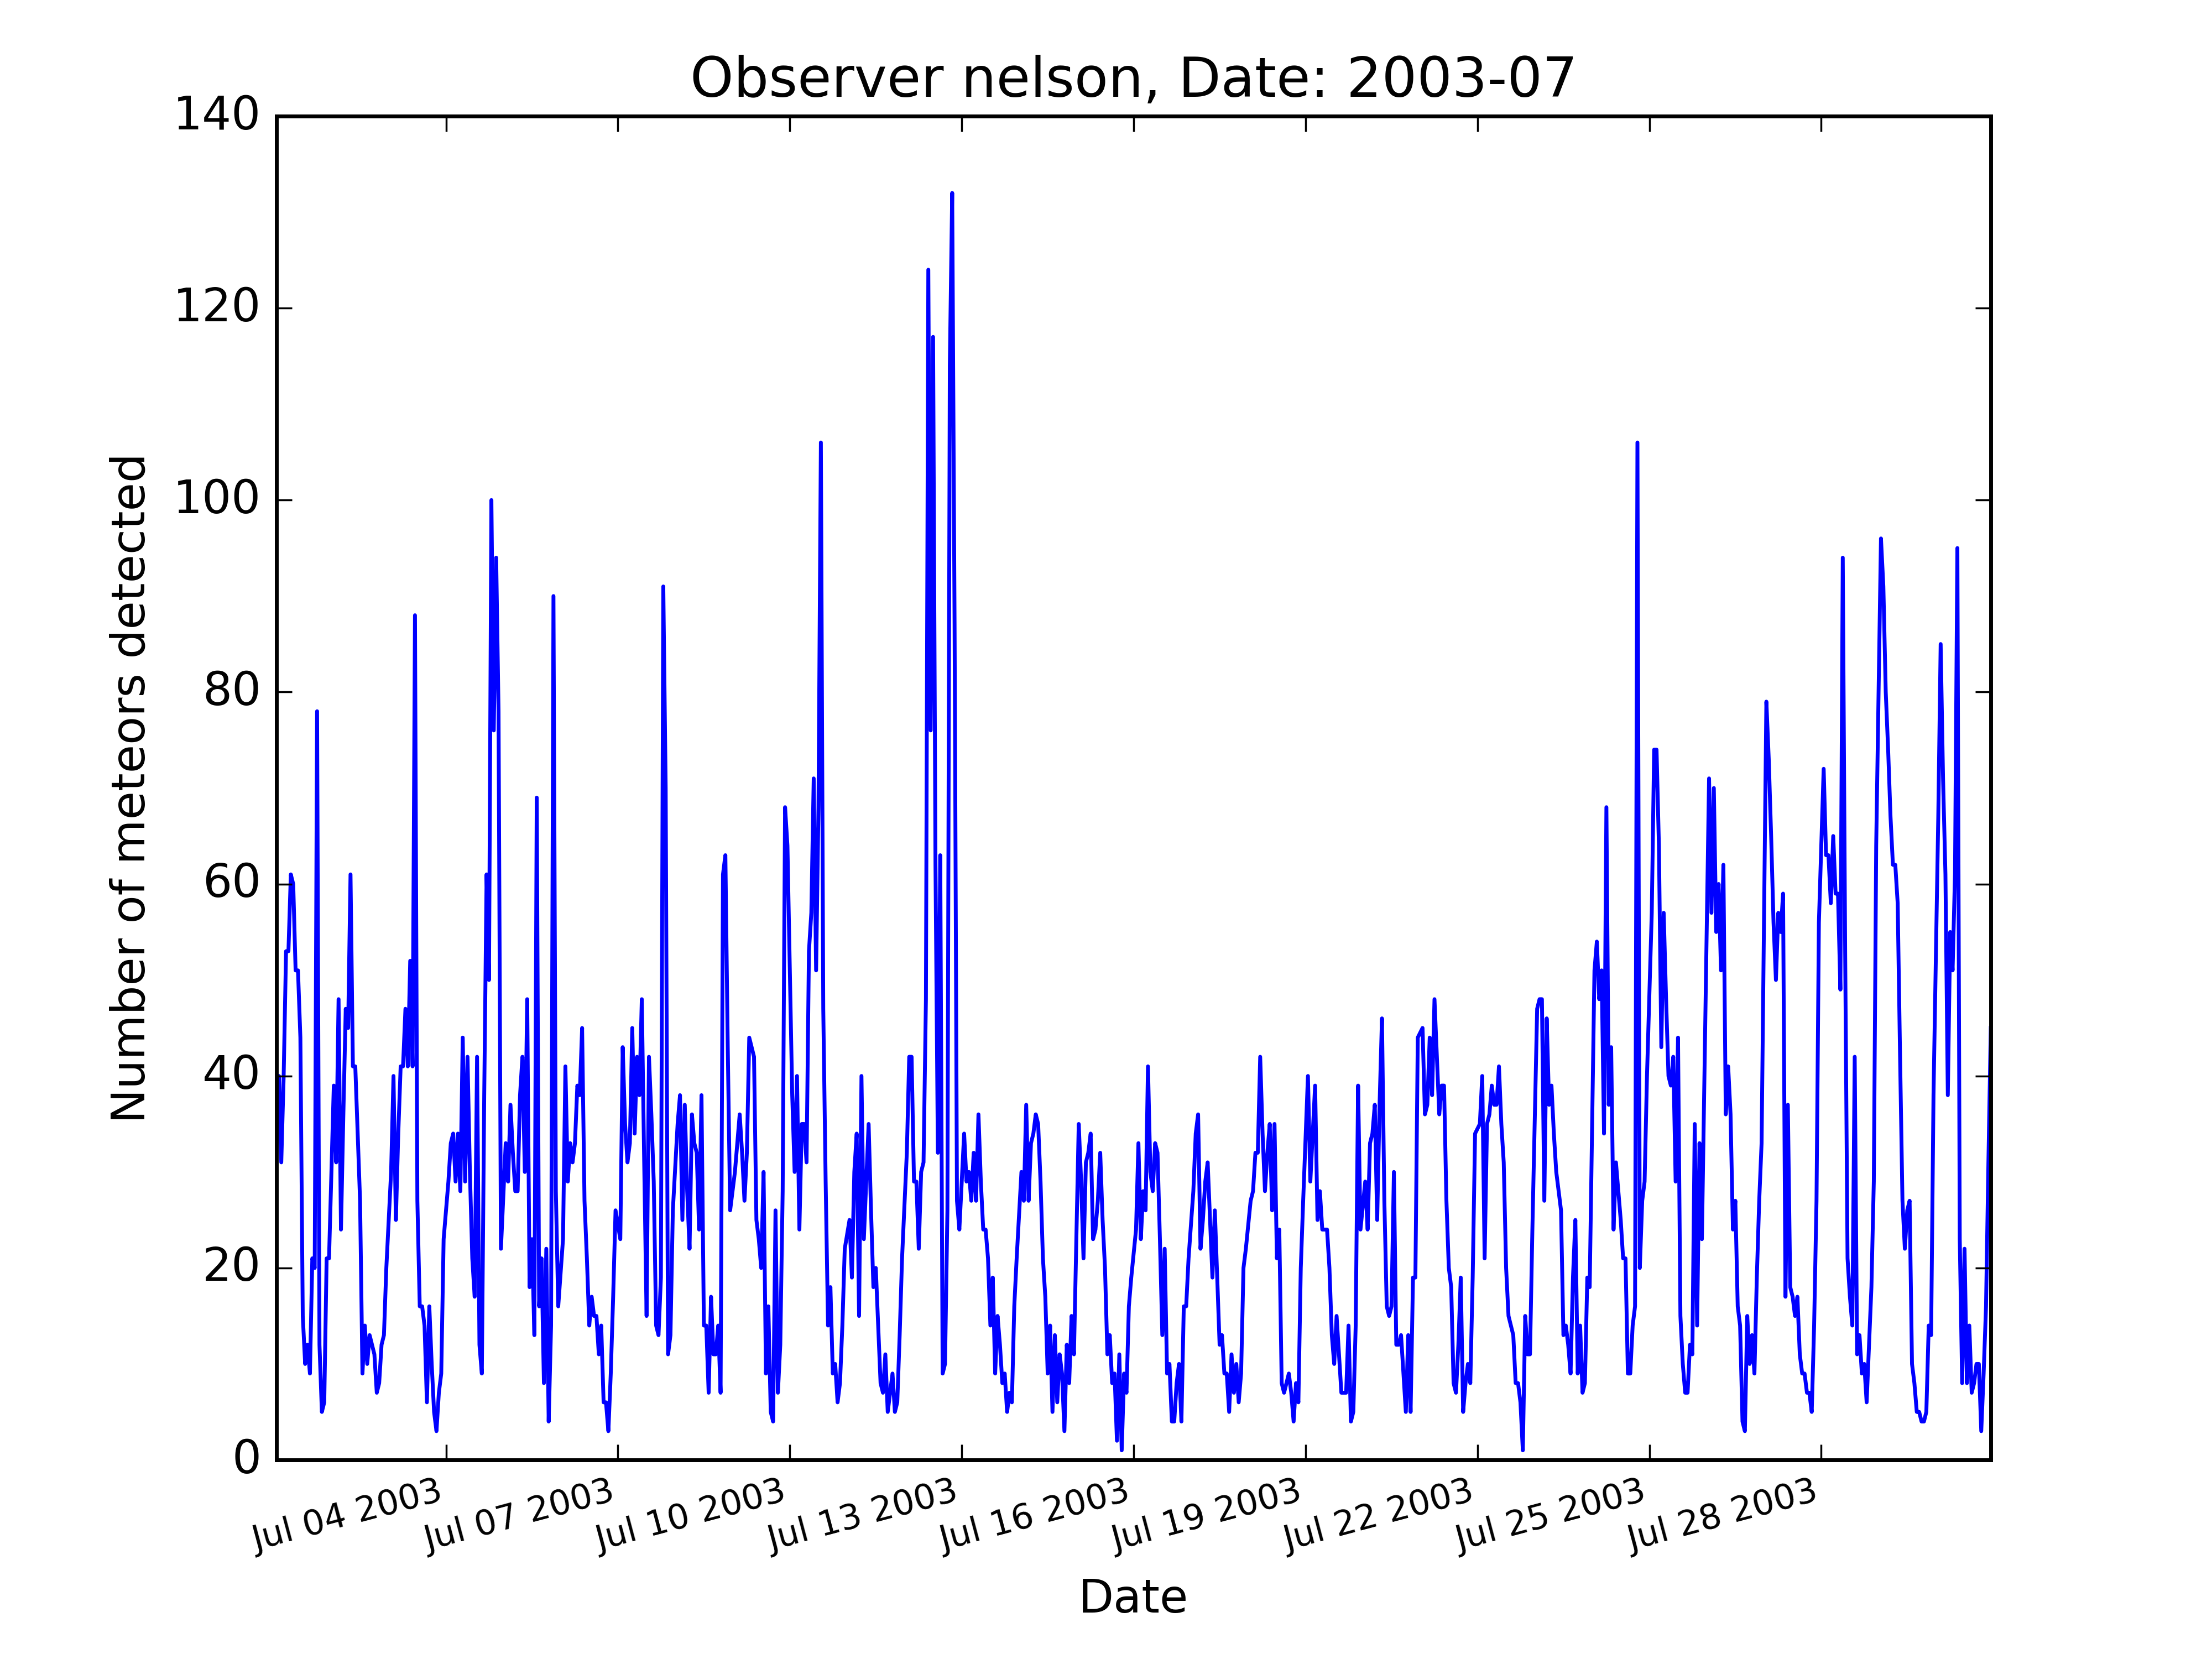 Observer nelson, Date: 2003-07
140
120
100
80
60
40
20
0
Number of meteors detected
Jul 04 2003
Jul 07 2003
Jul 10 2003
Jul 13 2003
Jul 16 2003
Jul 19 2003
Jul 22 2003
Jul 25 2003
Jul 28 2003
Date